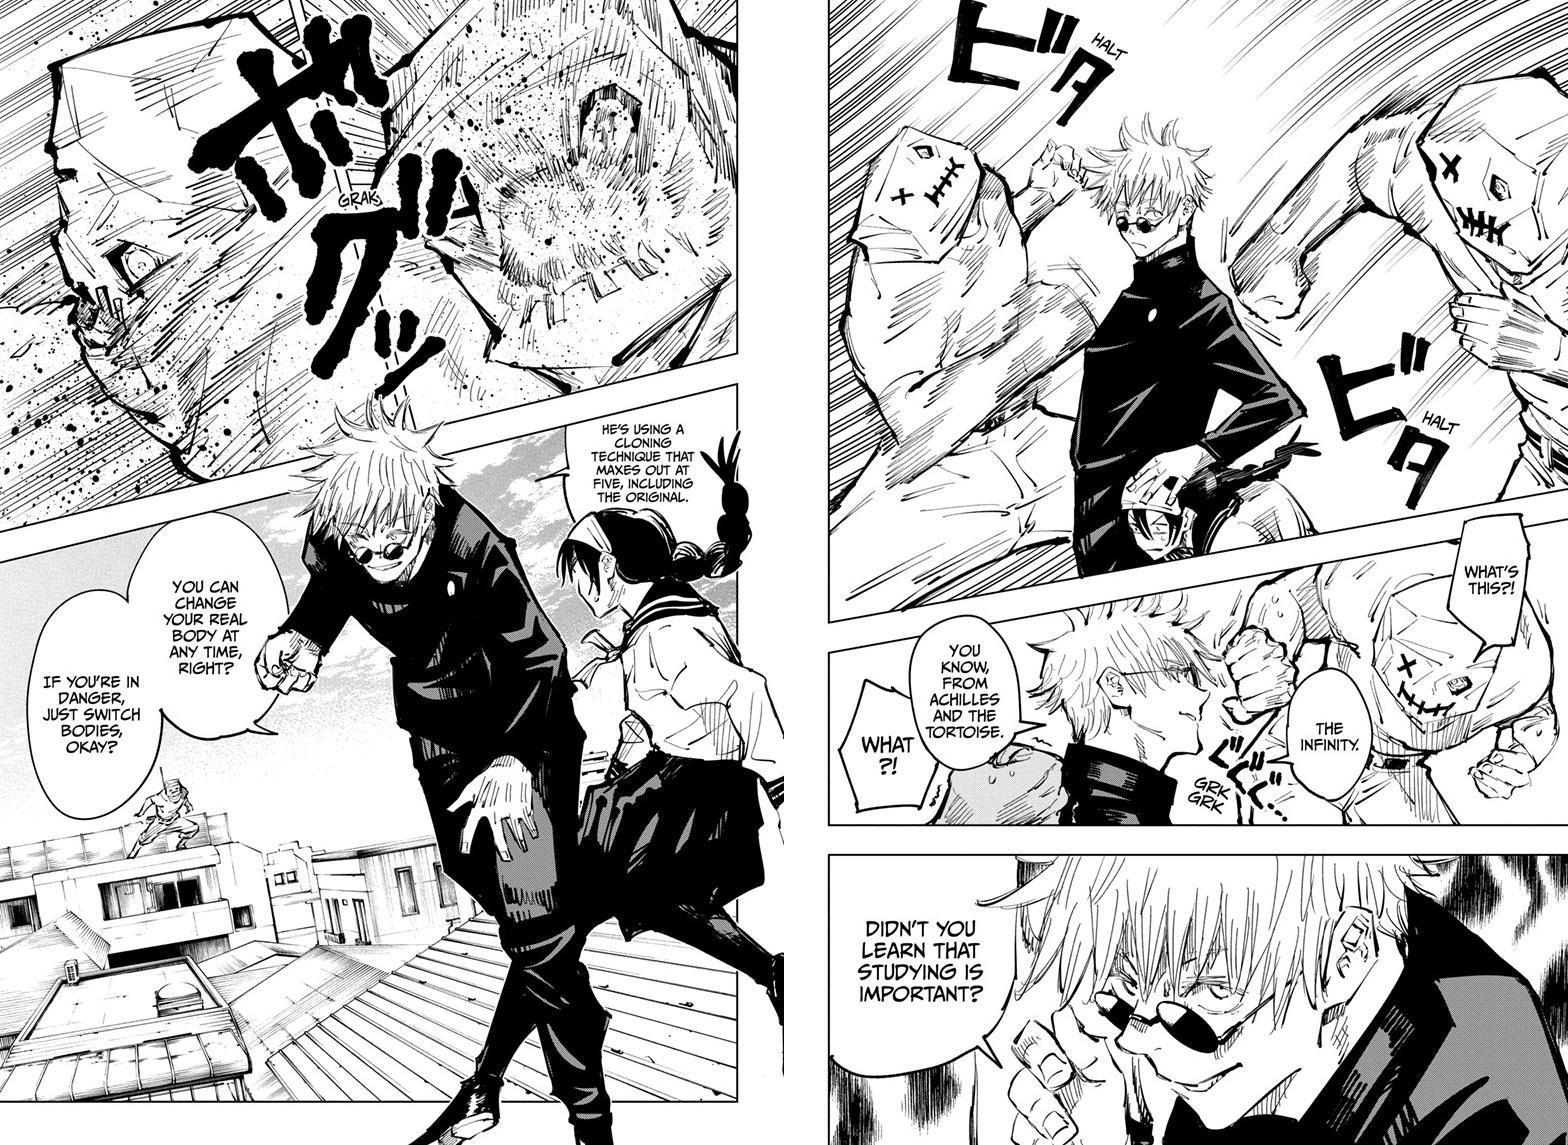 ビタ
HALT
ビタ
HALT
WHAT'S
THIS?!
THE
INFINITY.
ぐぐぐ
GRK
GRK
YOU
KNOW,
FROM
ACHILLES
AND THE
TORTOISE.
WHAT
?!
DIDN'T YOU
LEARN THAT
STUDYING IS
IMPORTANT?
ボグッ
GRAK
HE'S USING A
CLONING
TECHNIQUE THAT
MAXES OUT AT
FIVE, INCLUDING
THE ORIGINAL.
YOU CAN
CHANGE
YOUR REAL
BODY AT
ANY TIME,
RIGHT?
IF YOU'RE IN
DANGER,
JUST SWITCH
BODIES,
OKAY?